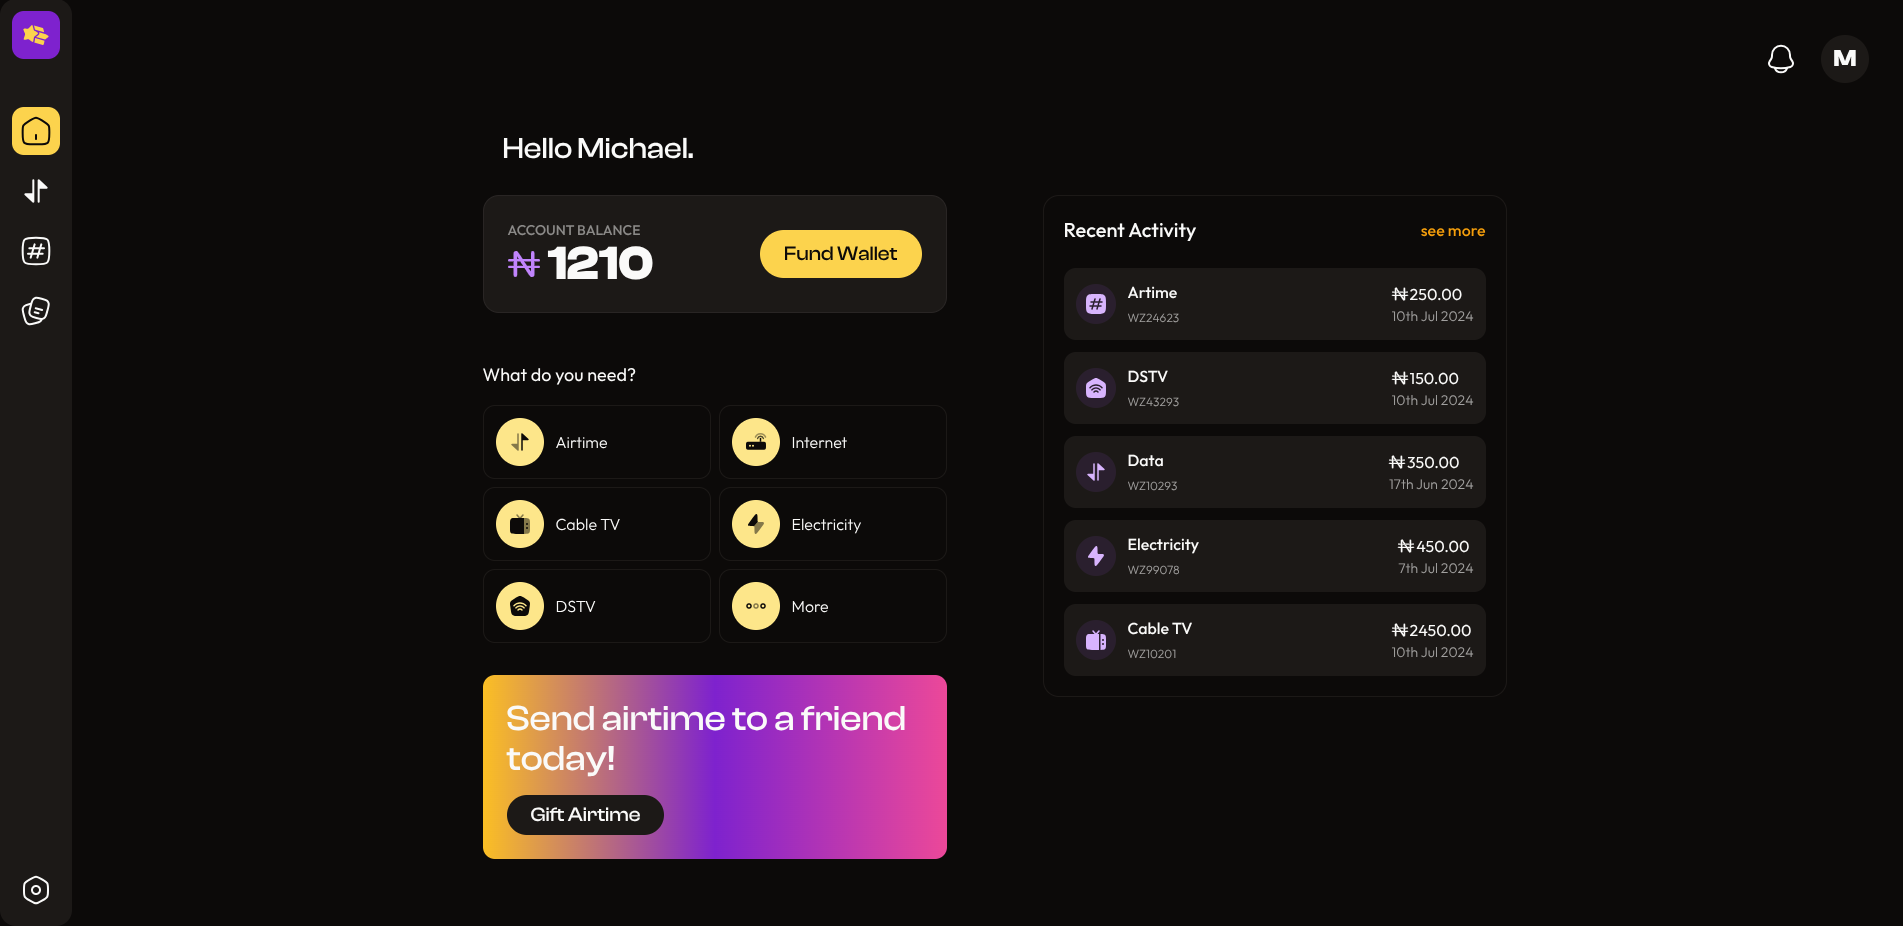 M
Hello Michael.
ACCOUNT BALANCE
₦ 1210
Fund Wallet
What do you need?
Airtime
Internet
Cable TV
Electricity
DSTV
More
Send airtime to a friend
today!
Gift Airtime
Recent Activity
see more
Artime
WZ24623
₦250.00
10th Jul 2024
DSTV
WZ43293
₦150.00
10th Jul 2024
Data
WZ10293
₦350.00
17th Jun 2024
Electricity
WZ99078
₦450.00
7th Jul 2024
Cable TV
WZ10201
₦2450.00
10th Jul 2024